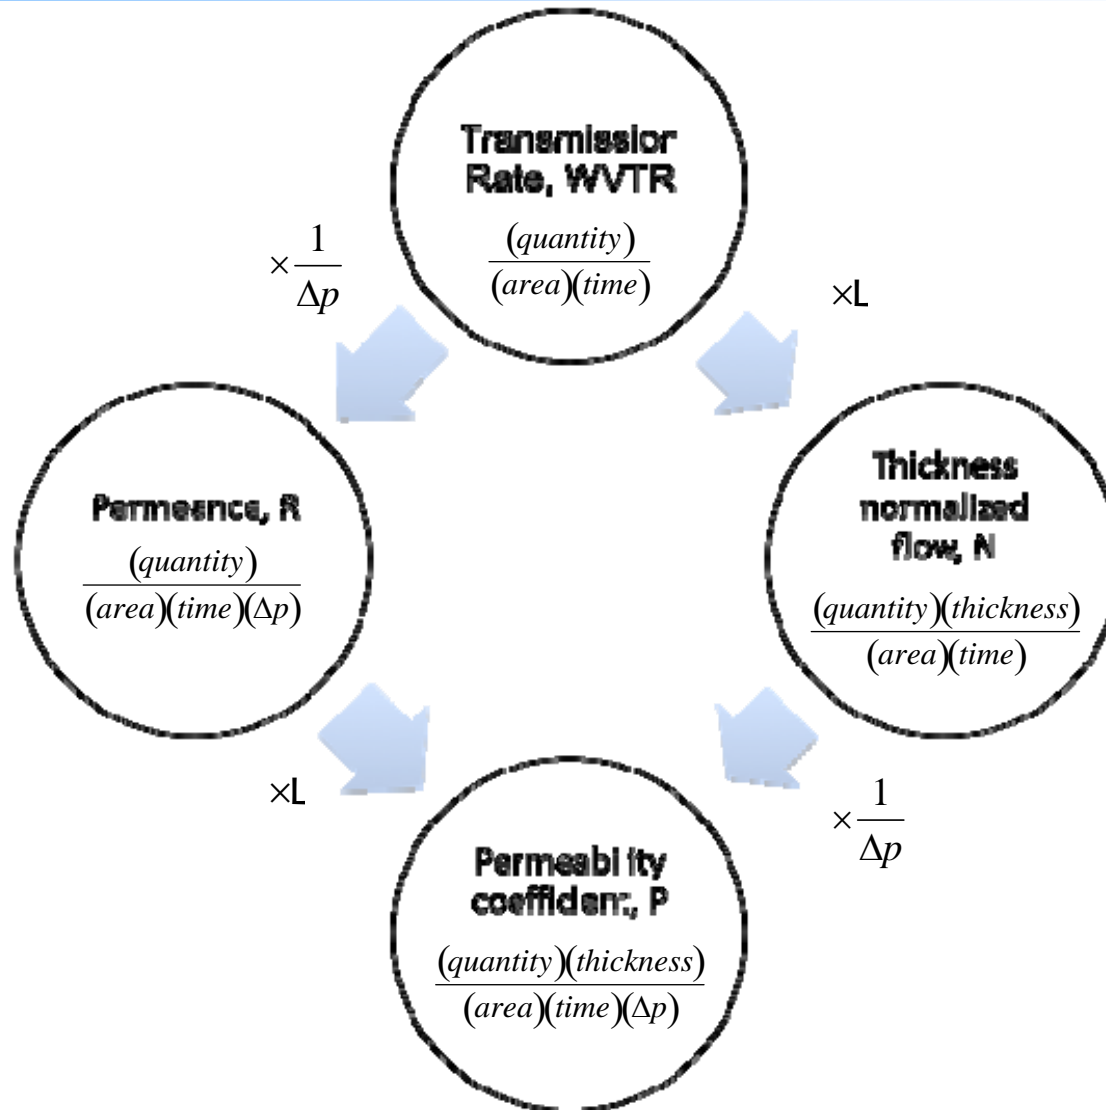 Transmission
Rate, WVTR
(quantity)
(area)(time)
×1/Δp
×L
Permeance, R
(quantity)
(area)(time)(Δp)
Thickness
normalized
flow, N
(quantity)(thickness)
(area)(time)
×L
×1/Δp
Permeability
coefficient, P
(quantity)(thickness)
(area)(time)(Δp)